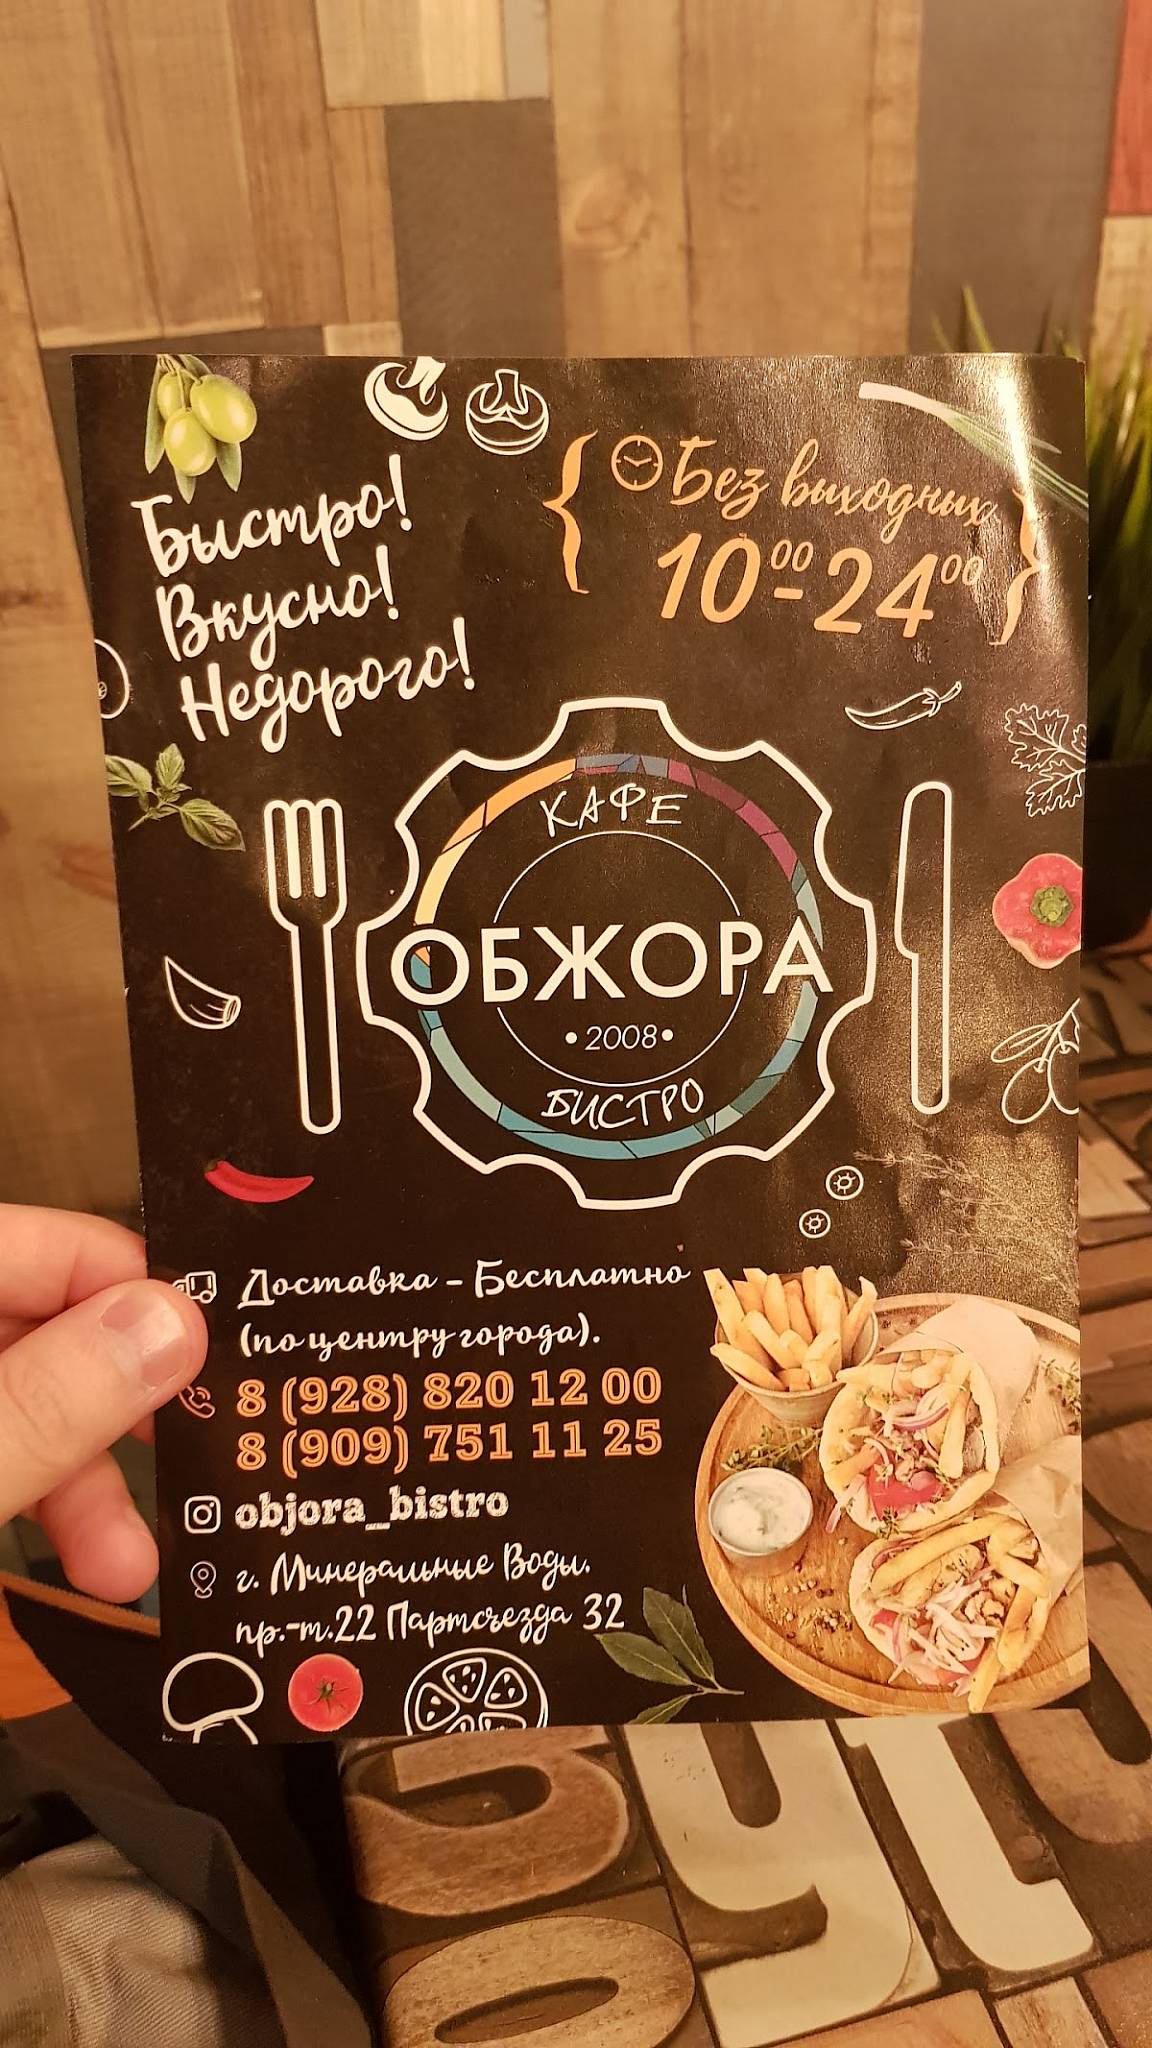 Быстро!
Вкусно!
Недорого!
Без выходных
10⁰⁰-24⁰⁰
КАФЕ
ОБЖОРА
•2008•
БИСТРО
Доставка - Бесплатно
(по центру города).
8 (928) 820 12 00
8 (909) 751 11 25
objora_bistro
г. Минеральные Воды.
пр.-т.22 Партсъезда 32